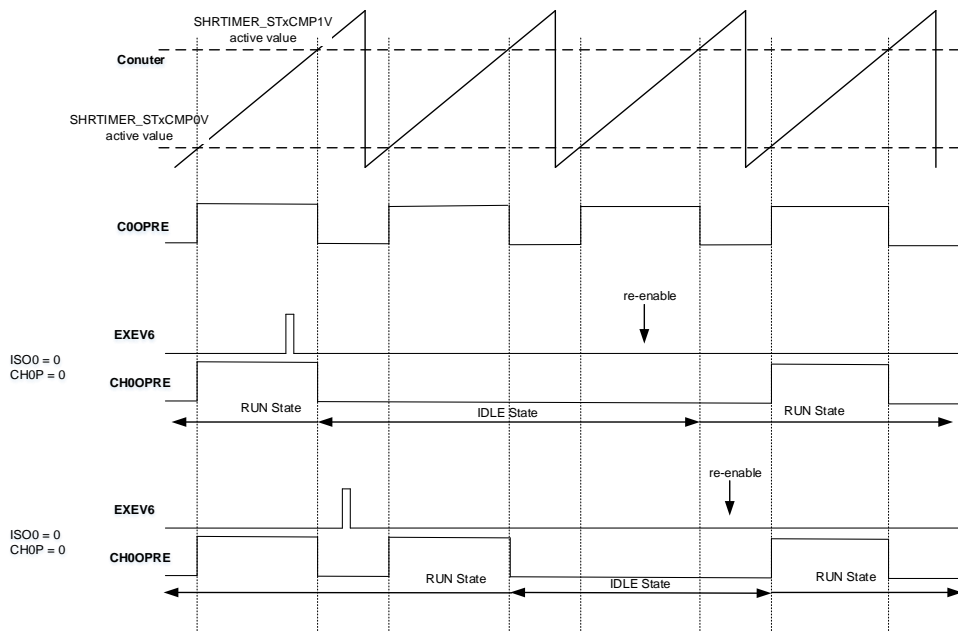 SHRTIMER_STxCMP1V
active value
Conuter
SHRTIMER_STxCMP0V
active value
C0OPRE
re-enable
EXEV6
ISO0 = 0
CH0P = 0
CH0OPRE
RUN State
IDLE State
RUN State
re-enable
EXEV6
ISO0 = 0
CH0P = 0
CH0OPRE
RUN State
IDLE State
RUN State